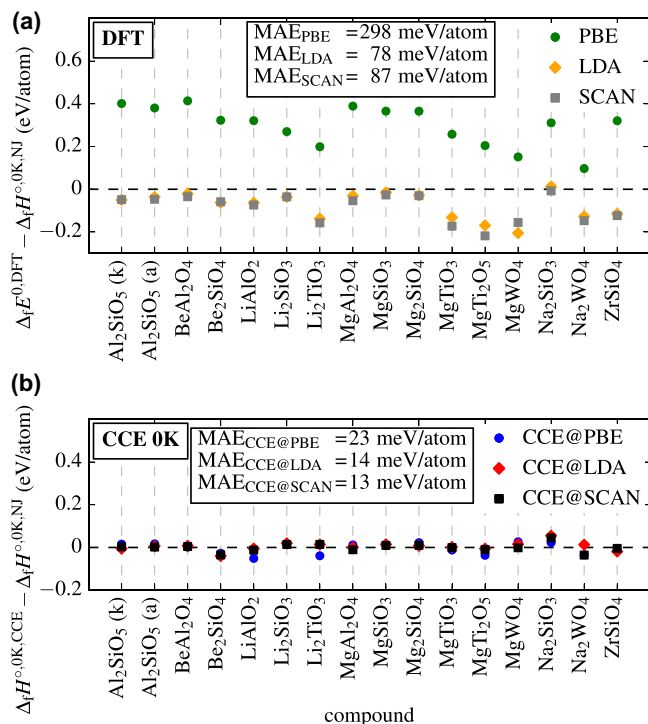 (a)
DFT
MAE_PBE = 298 meV/atom
MAE_LDA = 78 meV/atom
MAE_SCAN = 87 meV/atom
PBE
LDA
SCAN
0.6
0.4
0.2
0
−0.2
Δ_fE^{0,DFT} − Δ_fH^{°,0K,NJ} (eV/atom)
Al₂SiO₅ (k)
Al₂SiO₅ (a)
BeAl₂O₄
Be₂SiO₄
LiAlO₂
Li₂SiO₃
Li₂TiO₃
MgAl₂O₄
MgSiO₃
Mg₂SiO₄
MgTiO₃
MgTi₂O₅
MgWO₄
Na₂SiO₃
Na₂WO₄
ZrSiO₄
(b)
CCE 0K
MAE_CCE@PBE = 23 meV/atom
MAE_CCE@LDA = 14 meV/atom
MAE_CCE@SCAN = 13 meV/atom
CCE@PBE
CCE@LDA
CCE@SCAN
0.4
0.2
0
−0.2
Δ_fH^{°,0K,CCE} − Δ_fH^{°,0K,NJ} (eV/atom)
Al₂SiO₅ (k)
Al₂SiO₅ (a)
BeAl₂O₄
Be₂SiO₄
LiAlO₂
Li₂SiO₃
Li₂TiO₃
MgAl₂O₄
MgSiO₃
Mg₂SiO₄
MgTiO₃
MgTi₂O₅
MgWO₄
Na₂SiO₃
Na₂WO₄
ZrSiO₄
compound